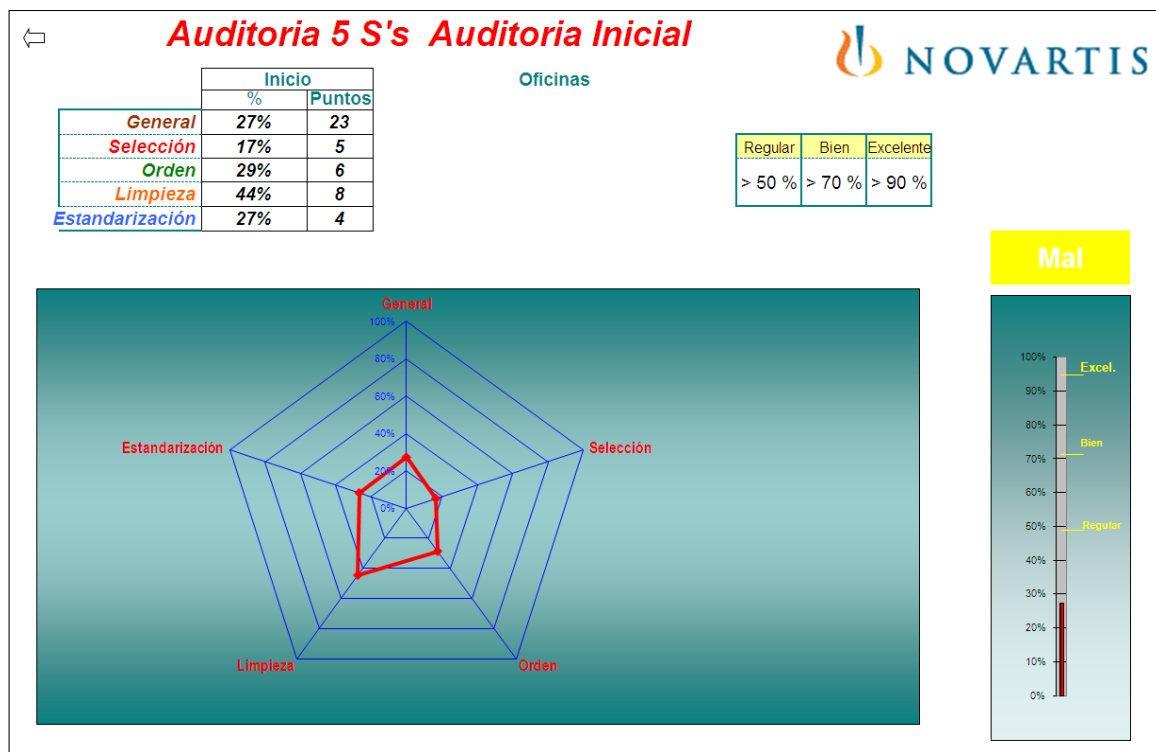 Auditoria 5 S's Auditoria Inicial
NOVARTIS
Oficinas
Inicio
% Puntos
General 27% 23
Selección 17% 5
Orden 29% 6
Limpieza 44% 8
Estandarización 27% 4
Regular Bien Excelente
> 50 % > 70 % > 90 %
Mal
General
100%
80%
60%
40%
20%
0%
Estandarización
Selección
Limpieza
Orden
100%
Excel.
90%
80%
Bien
70%
60%
50%
Regular
40%
30%
20%
10%
0%